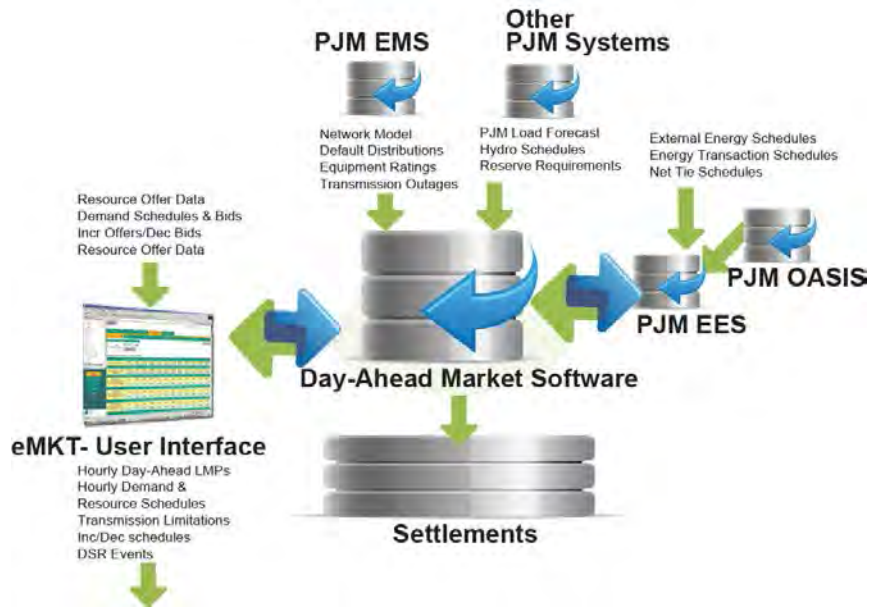 PJM EMS
Other
PJM Systems
Network Model
Default Distributions
Equipment Ratings
Transmission Outages
PJM Load Forecast
Hydro Schedules
Reserve Requirements
External Energy Schedules
Energy Transaction Schedules
Net Tie Schedules
Resource Offer Data
Demand Schedules & Bids
Incr Offers/Dec Bids
Resource Offer Data
PJM OASIS
PJM EES
Day-Ahead Market Software
eMKT- User Interface
Hourly Day-Ahead LMPs
Hourly Demand &
Resource Schedules
Transmission Limitations
Inc/Dec schedules
DSR Events
Settlements